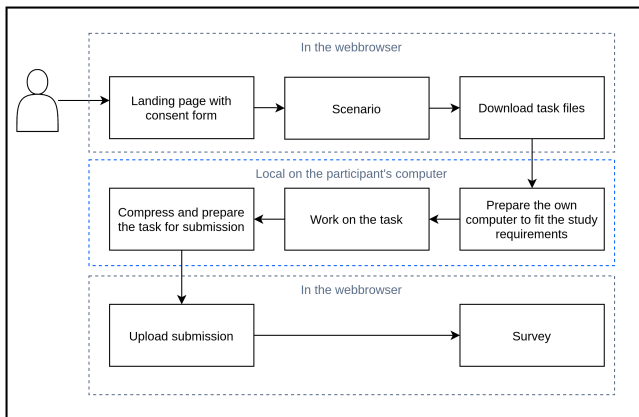 In the webbrowser
Landing page with
consent form
Scenario
Download task files
Local on the participant's computer
Compress and prepare
the task for submission
Work on the task
Prepare the own
computer to fit the study
requirements
In the webbrowser
Upload submission
Survey